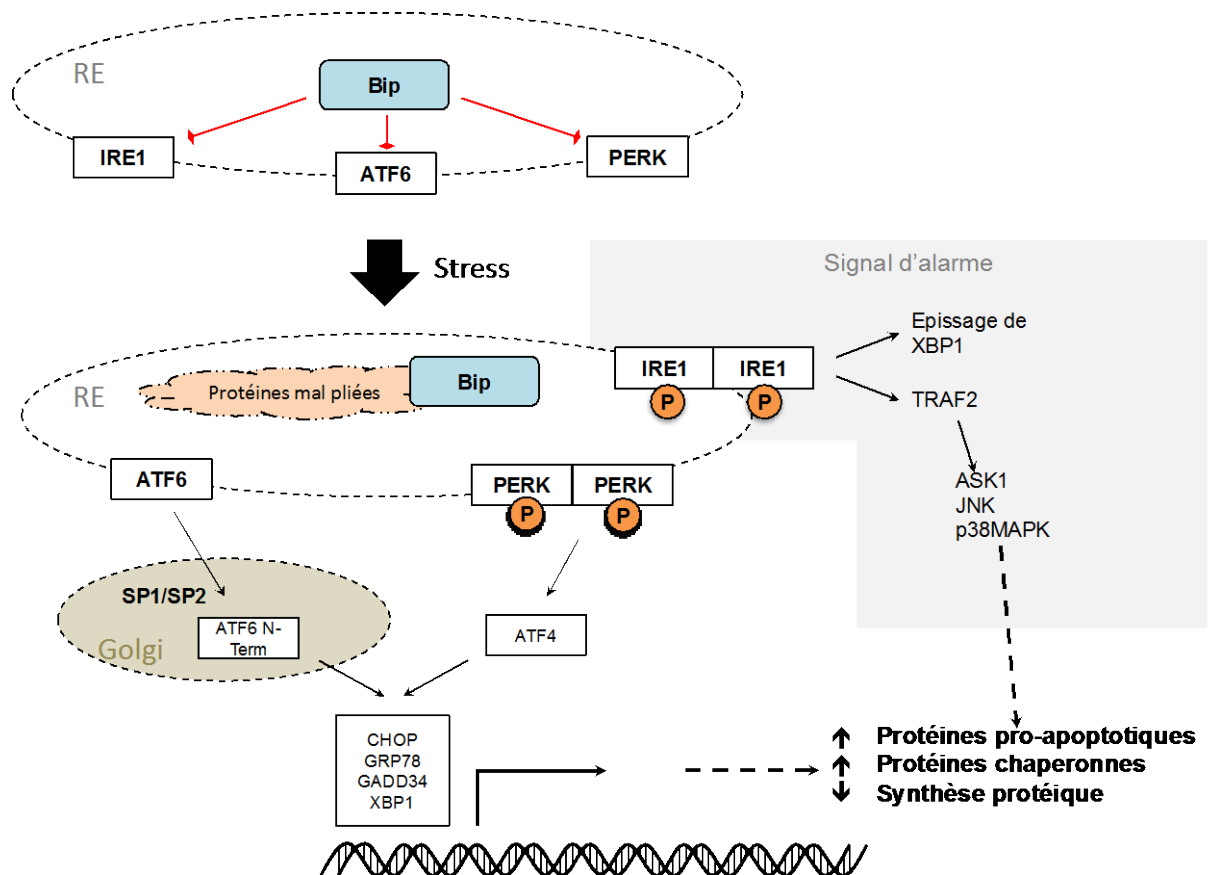 RE
Bip
IRE1
ATF6
PERK
Stress
Signal d'alarme
Epissage de
XBP1
IRE1
IRE1
P
P
TRAF2
RE
Protéines mal pliées
Bip
ATF6
PERK
PERK
P
P
ASK1
JNK
p38MAPK
SP1/SP2
ATF6 N-
Term
Golgi
ATF4
CHOP
GRP78
GADD34
XBP1
Protéines pro-apoptotiques
Protéines chaperonnes
Synthèse protéique